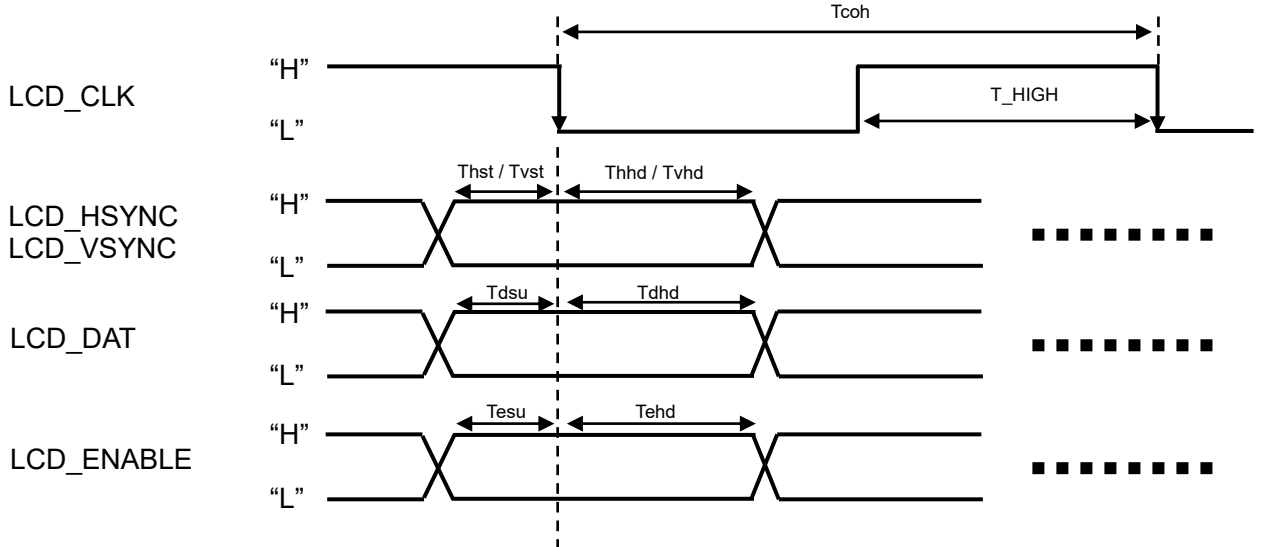 Tcoh
“H”
LCD_CLK
T_HIGH
“L”
Thst / Tvst
Thhd / Tvhd
“H”
LCD_HSYNC
LCD_VSYNC
“L”
Tdsu
Tdhd
“H”
LCD_DAT
“L”
Tesu
Tehd
“H”
LCD_ENABLE
“L”